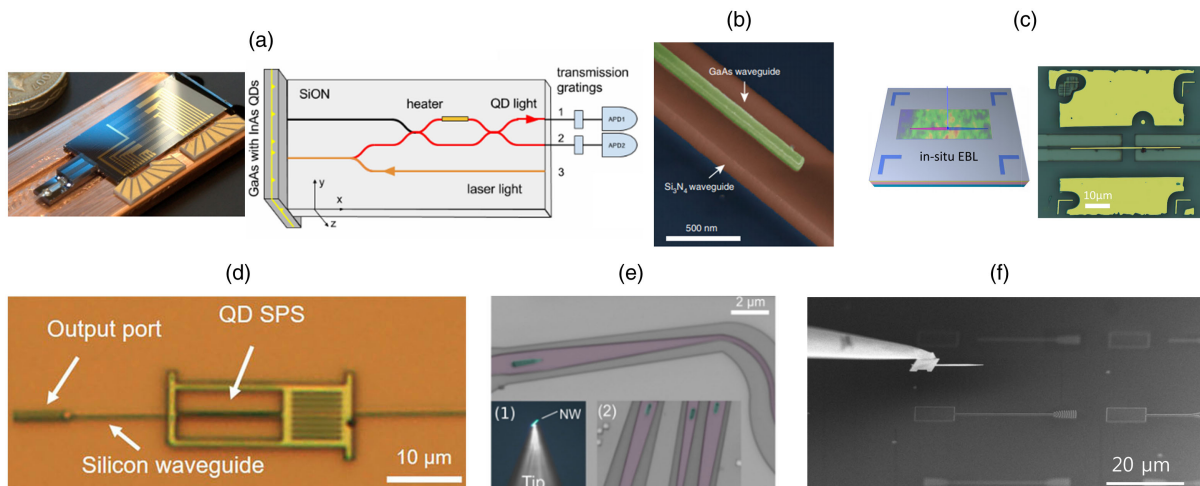 (a)
GaAs with InAs QDs
SiON
heater
QD light
transmission
gratings
1
APD1
2
APD2
3
laser light
y
x
z
(b)
GaAs waveguide
Si3N4 waveguide
500 nm
(c)
in-situ EBL
10µm
(d)
Output port
QD SPS
Silicon waveguide
10 µm
(e)
2 µm
(1)
NW
Tip
(2)
(f)
20 µm